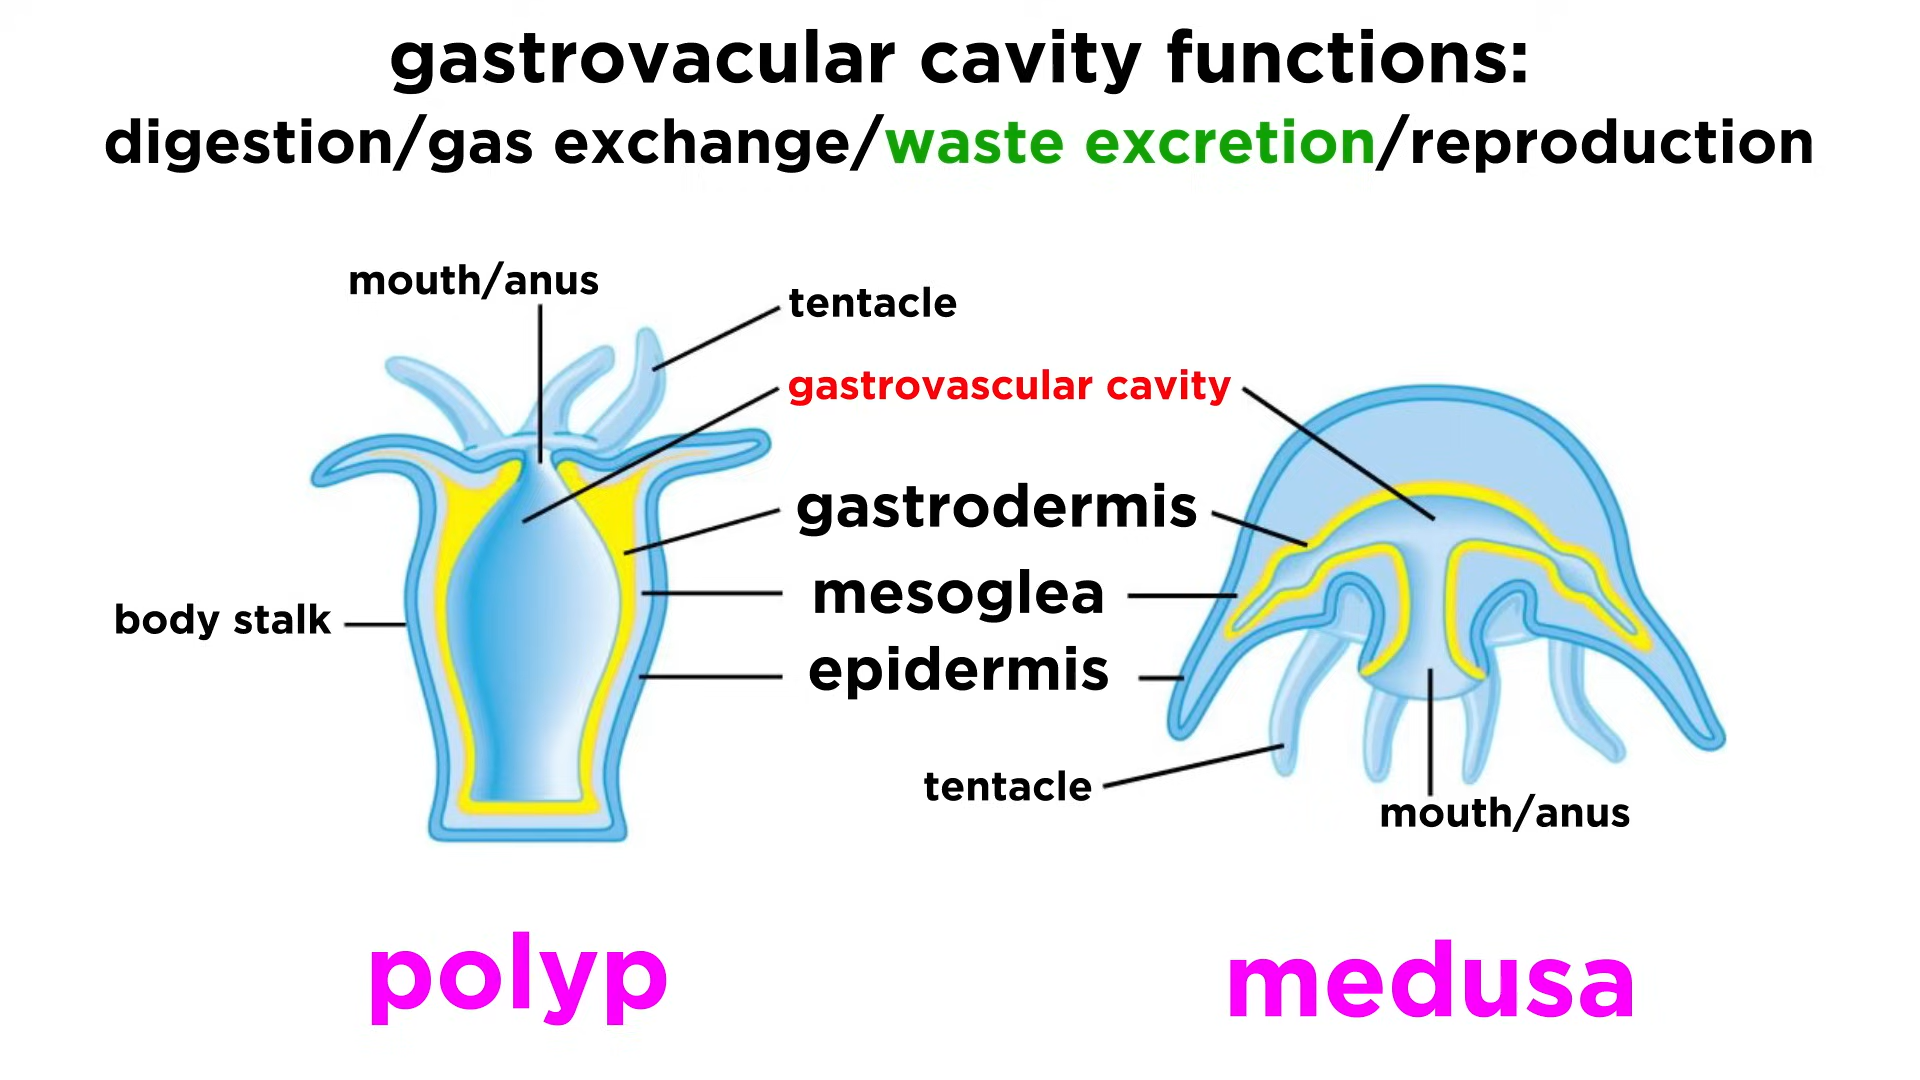 gastrovacular cavity functions:
digestion/gas exchange/waste excretion/reproduction
mouth/anus
tentacle
gastrovascular cavity
gastrodermis
mesoglea
body stalk
epidermis
tentacle
mouth/anus
polyp
medusa